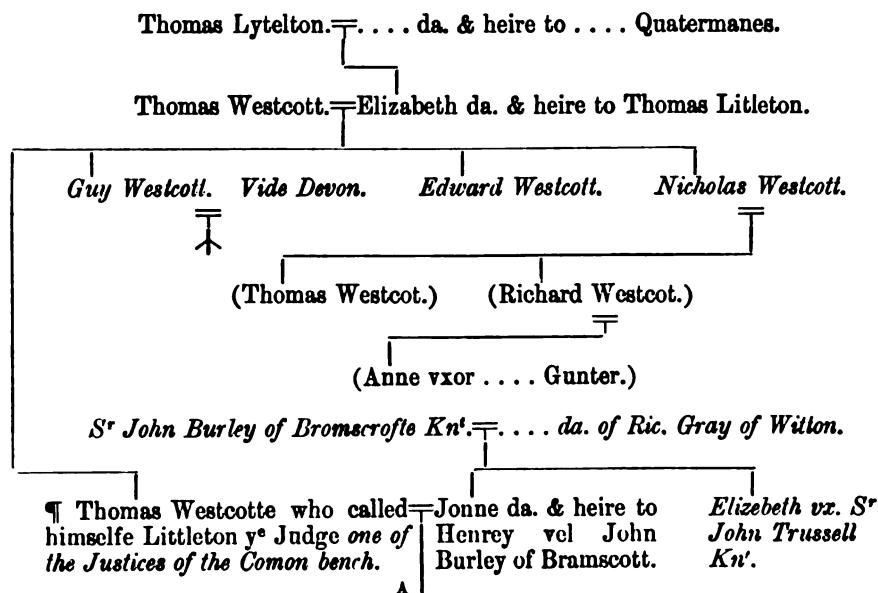 Thomas Lytelton. . . . . da. & heire to . . . . Quatermanes.
Thomas Westcott. Elizabeth da. & heire to Thomas Litleton.
Guy Westcott. Vide Devon. Edward Westcott. Nicholas Westcott.
(Thomas Westcot.) (Richard Westcot.)
(Anne vxor . . . . Gunter.)
Sʳ John Burley of Bromscrofte Knᵗ. . . . . da. of Ric. Gray of Witton.
¶ Thomas Westcotte who called
himselfe Littleton yᵉ Judge one of
the Justices of the Comon bench.
Jonne da. & heire to
Henrey vel John
Burley of Bramscott.
Elizebeth vx. Sʳ
John Trussell
Knᵗ.